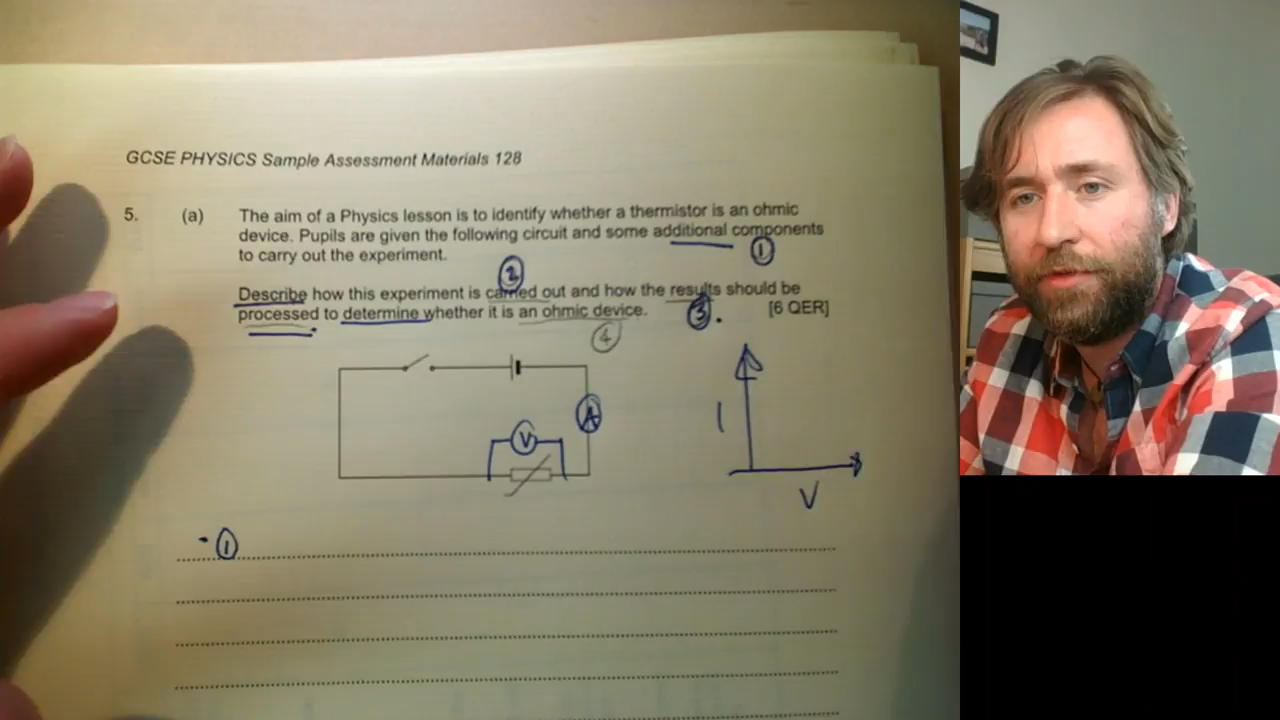 GCSE PHYSICS Sample Assessment Materials 128
5. (a) The aim of a Physics lesson is to identify whether a thermistor is an ohmic
device. Pupils are given the following circuit and some additional components
to carry out the experiment.
1
2
Describe how this experiment is carried out and how the results should be
processed to determine whether it is an ohmic device. [6 QER]
3.
4
A
V
I
V
• 1